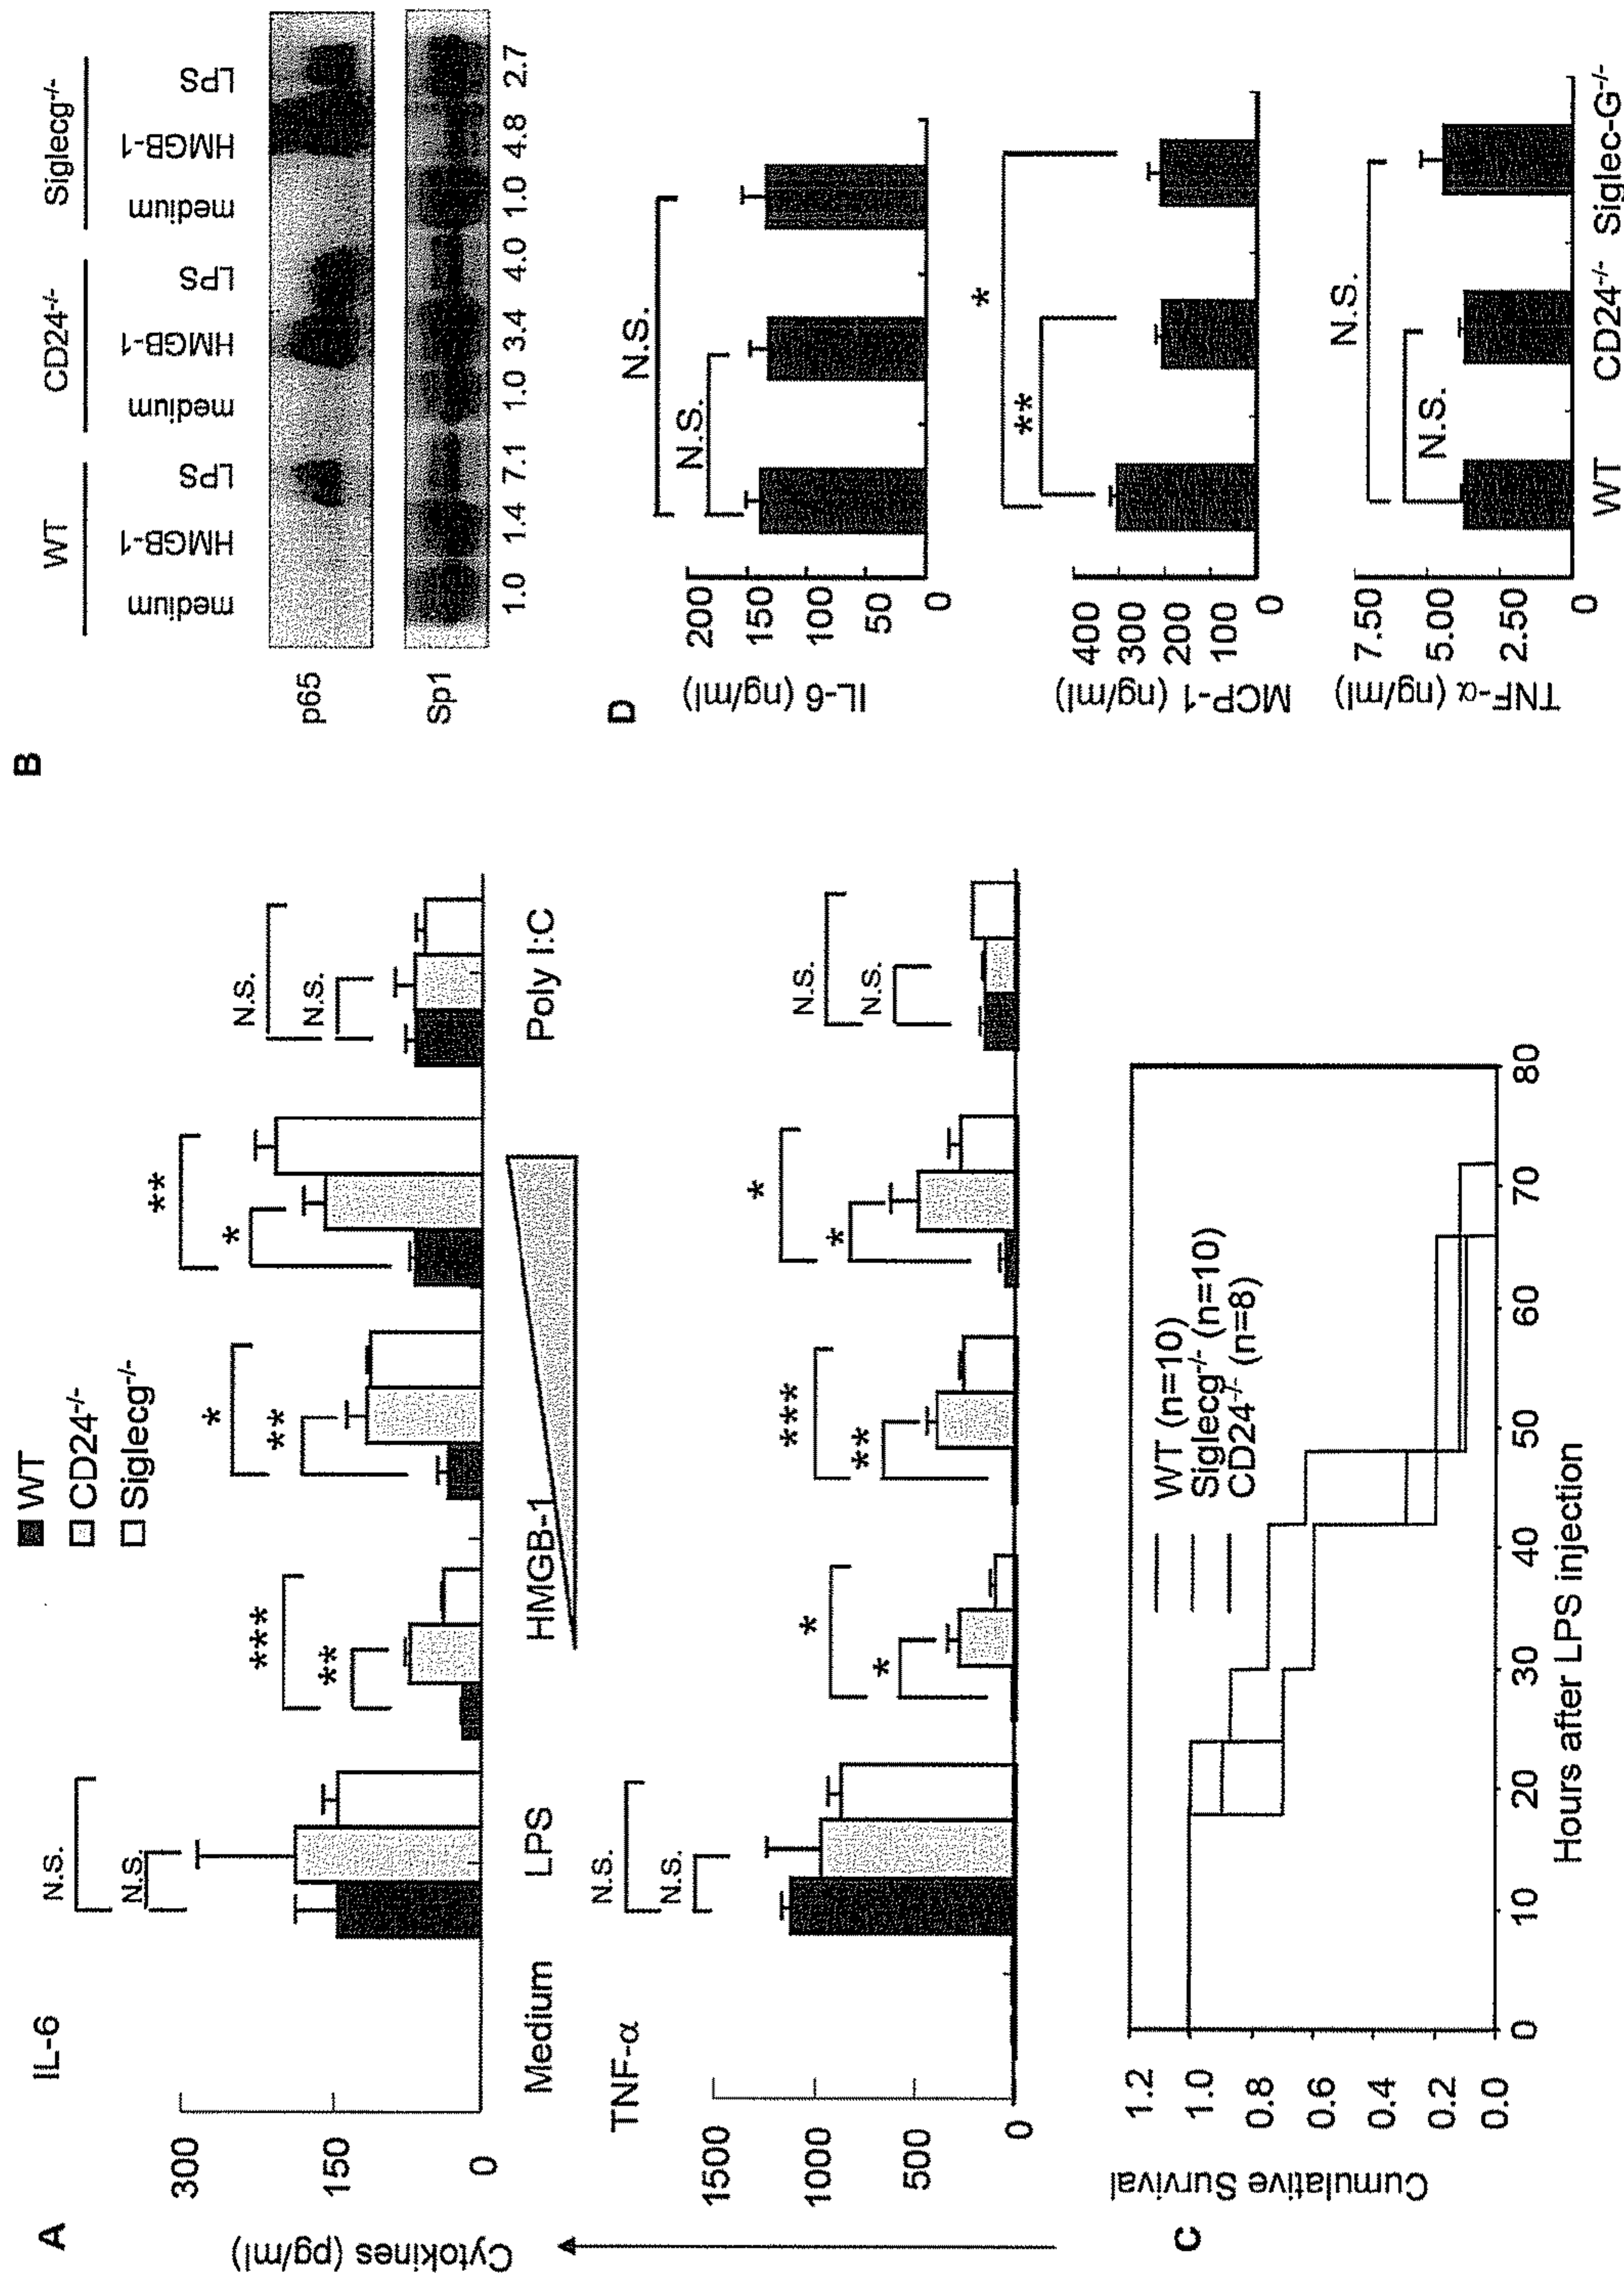 A
IL-6
WT
CD24-/-
Siglecg-/-
Cytokines (pg/ml)
300
150
0
N.S.
N.S.
***
**
*
**
**
*
N.S.
N.S.
Medium
LPS
HMGB-1
Poly I:C
TNF-α
1500
1000
500
0
N.S.
N.S.
*
*
***
**
*
*
N.S.
N.S.
B
WT
CD24-/-
Siglecg-/-
medium HMGB-1 LPS medium HMGB-1 LPS medium HMGB-1 LPS
p65
Sp1
1.0 1.4 7.1 1.0 3.4 4.0 1.0 4.8 2.7
C
Cumulative Survival
1.2
1.0
0.8
0.6
0.4
0.2
0.0
WT (n=10)
Siglecg-/- (n=10)
CD24-/- (n=8)
0 10 20 30 40 50 60 70 80
Hours after LPS injection
D
IL-6 (ng/ml)
200
150
100
50
0
N.S.
N.S.
MCP-1 (ng/ml)
400
300
200
100
0
*
**
TNF-α (ng/ml)
7.50
5.00
2.50
0
N.S.
N.S.
WT CD24-/- Siglec-G-/-